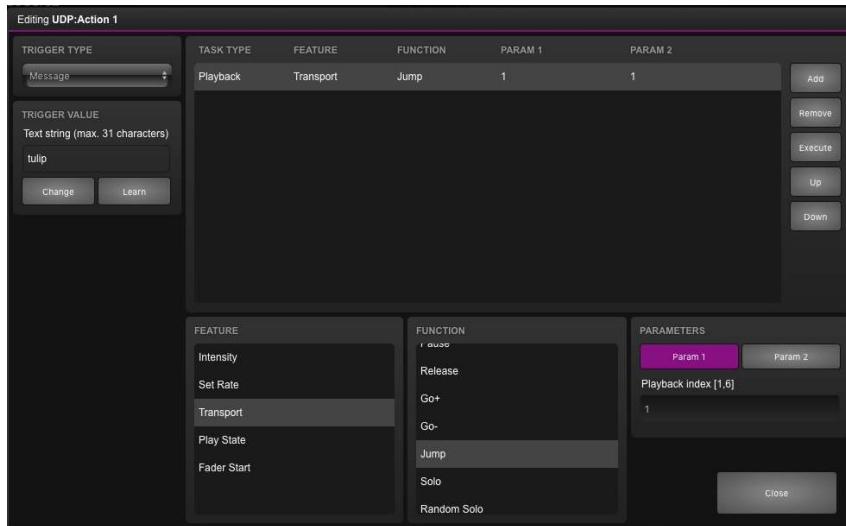 Editing UDP:Action 1
TRIGGER TYPE
Message
TRIGGER VALUE
Text string (max. 31 characters)
tulip
Change Learn
TASK TYPE FEATURE FUNCTION PARAM 1 PARAM 2
Playback Transport Jump 1 1
Add
Remove
Execute
Up
Down
FEATURE
Intensity
Set Rate
Transport
Play State
Fader Start
FUNCTION
Pause
Release
Go+
Go-
Jump
Solo
Random Solo
PARAMETERS
Param 1 Param 2
Playback index [1,6]
1
Close